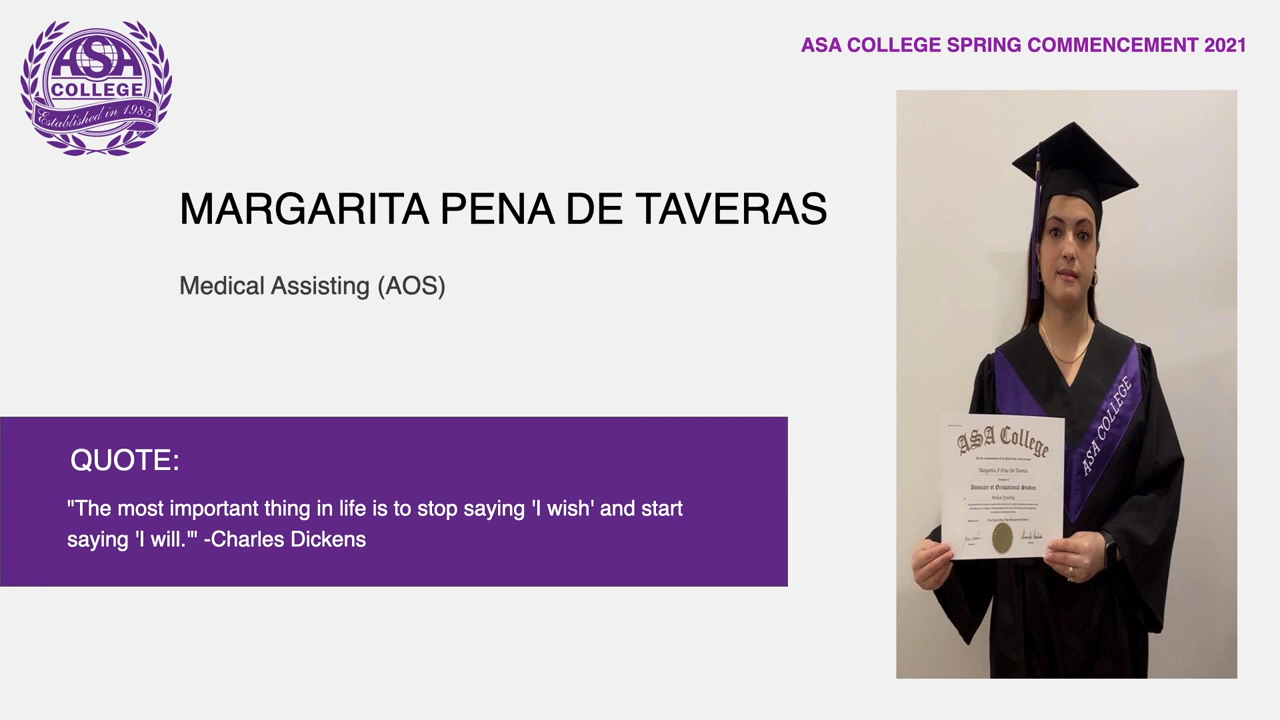 ASA
COLLEGE
Established in 1985
ASA COLLEGE SPRING COMMENCEMENT 2021
MARGARITA PENA DE TAVERAS
Medical Assisting (AOS)
QUOTE:
"The most important thing in life is to stop saying 'I wish' and start
saying 'I will.'" -Charles Dickens
ASA COLLEGE
ASA College
Associate of Occupational Studies
Medical Assisting